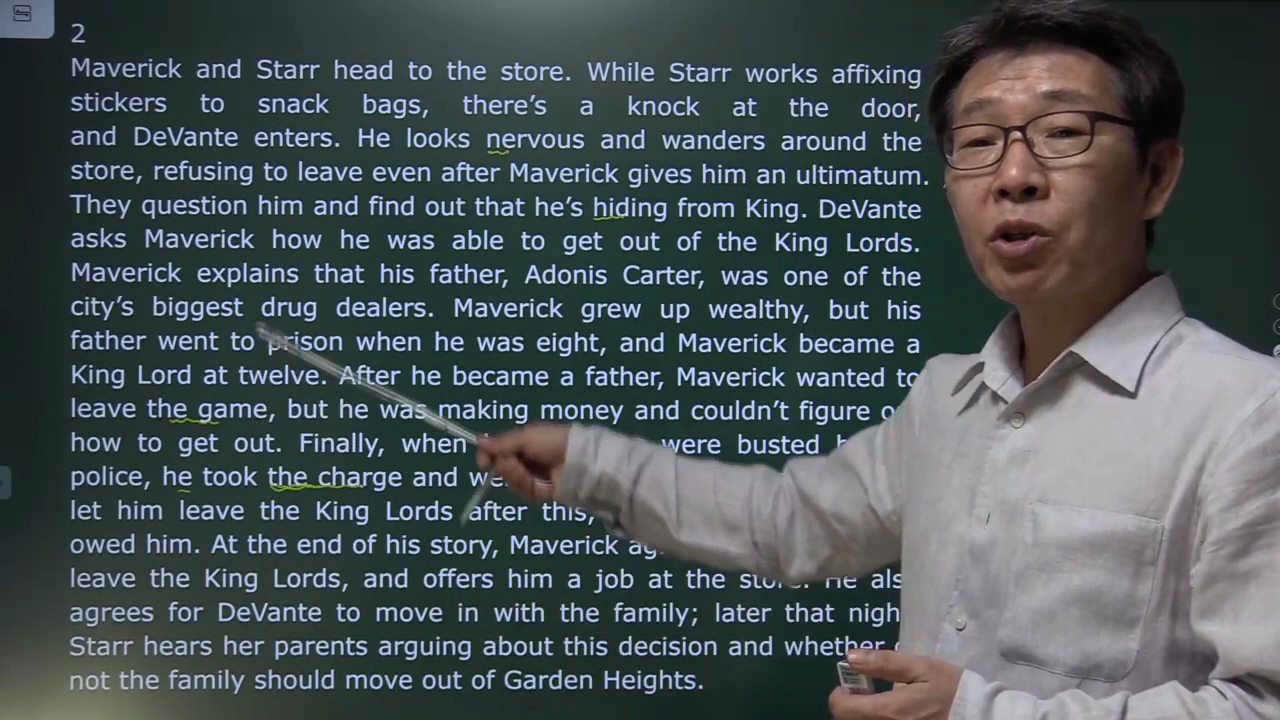 2
Maverick and Starr head to the store. While Starr works affixing
stickers to snack bags, there's a knock at the door,
and DeVante enters. He looks nervous and wanders around the
store, refusing to leave even after Maverick gives him an ultimatum.
They question him and find out that he's hiding from King. DeVante
asks Maverick how he was able to get out of the King Lords.
Maverick explains that his father, Adonis Carter, was one of the
city's biggest drug dealers. Maverick grew up wealthy, but his
father went to prison when he was eight, and Maverick became a
King Lord at twelve. After he became a father, Maverick wanted to
leave the game, but he was making money and couldn't figure
how to get out. Finally, when were busted
police, he took the charge and
let him leave the King Lords after this,
owed him. At the end of his story, Maverick
leave the King Lords, and offers him a job at the store. He
agrees for DeVante to move in with the family; later that
Starr hears her parents arguing about this decision and whether
not the family should move out of Garden Heights.